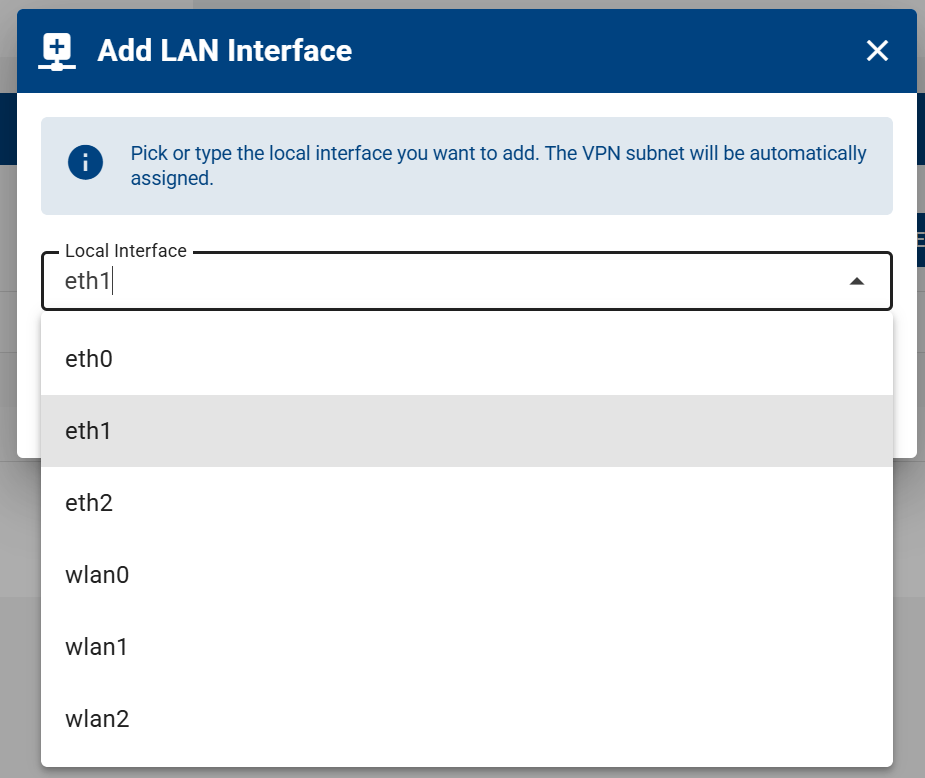 Add LAN Interface
Pick or type the local interface you want to add. The VPN subnet will be automatically
assigned.
Local Interface
eth1
eth0
eth1
eth2
wlan0
wlan1
wlan2